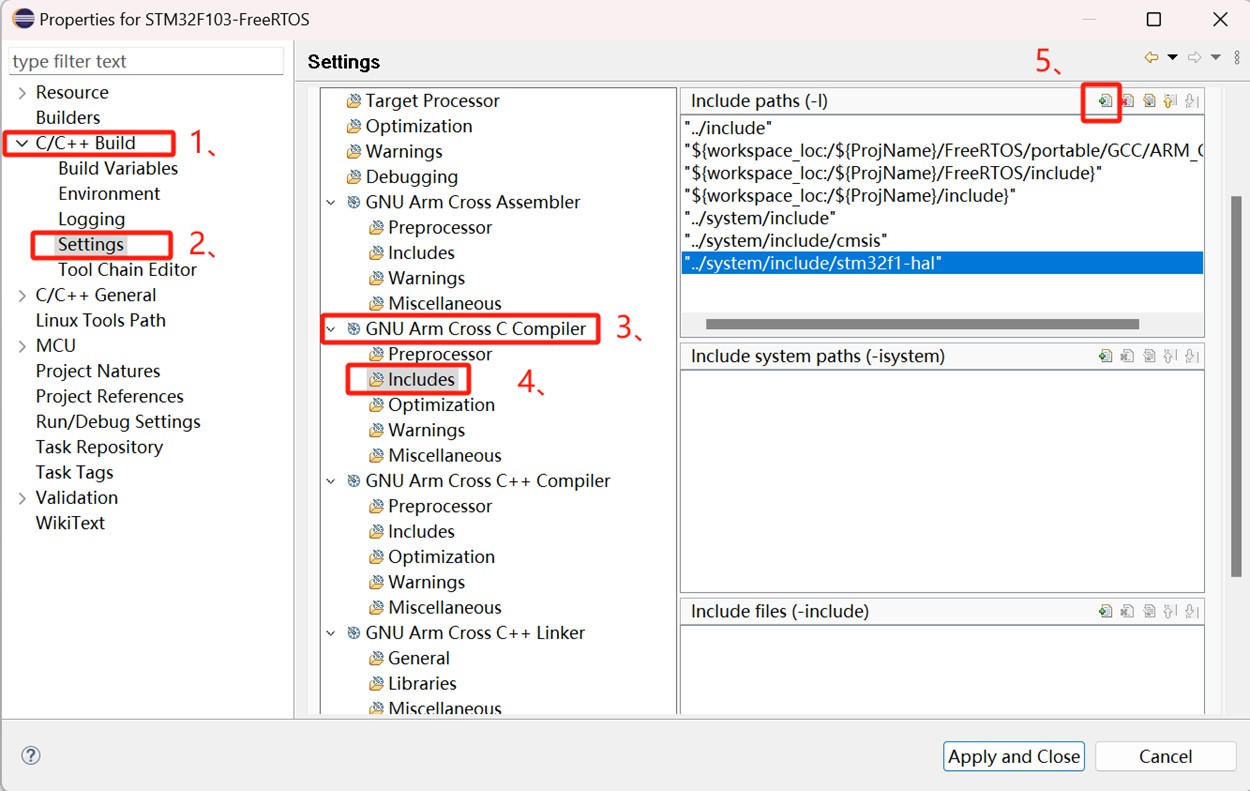 Properties for STM32F103-FreeRTOS
type filter text
Resource
Builders
C/C++ Build
1、
Build Variables
Environment
Logging
Settings
2、
Tool Chain Editor
C/C++ General
Linux Tools Path
MCU
Project Natures
Project References
Run/Debug Settings
Task Repository
Task Tags
Validation
WikiText
Settings
5、
Target Processor
Optimization
Warnings
Debugging
GNU Arm Cross Assembler
Preprocessor
Includes
Warnings
Miscellaneous
GNU Arm Cross C Compiler
3、
Preprocessor
Includes
4、
Optimization
Warnings
Miscellaneous
GNU Arm Cross C++ Compiler
Preprocessor
Includes
Optimization
Warnings
Miscellaneous
GNU Arm Cross C++ Linker
General
Libraries
Miscellaneous
Include paths (-I)
"../include"
"${workspace_loc:/${ProjName}/FreeRTOS/portable/GCC/ARM_C
"${workspace_loc:/${ProjName}/FreeRTOS/include}"
"${workspace_loc:/${ProjName}/include}"
"../system/include"
"../system/include/cmsis"
"../system/include/stm32f1-hal"
Include system paths (-isystem)
Include files (-include)
Apply and Close
Cancel